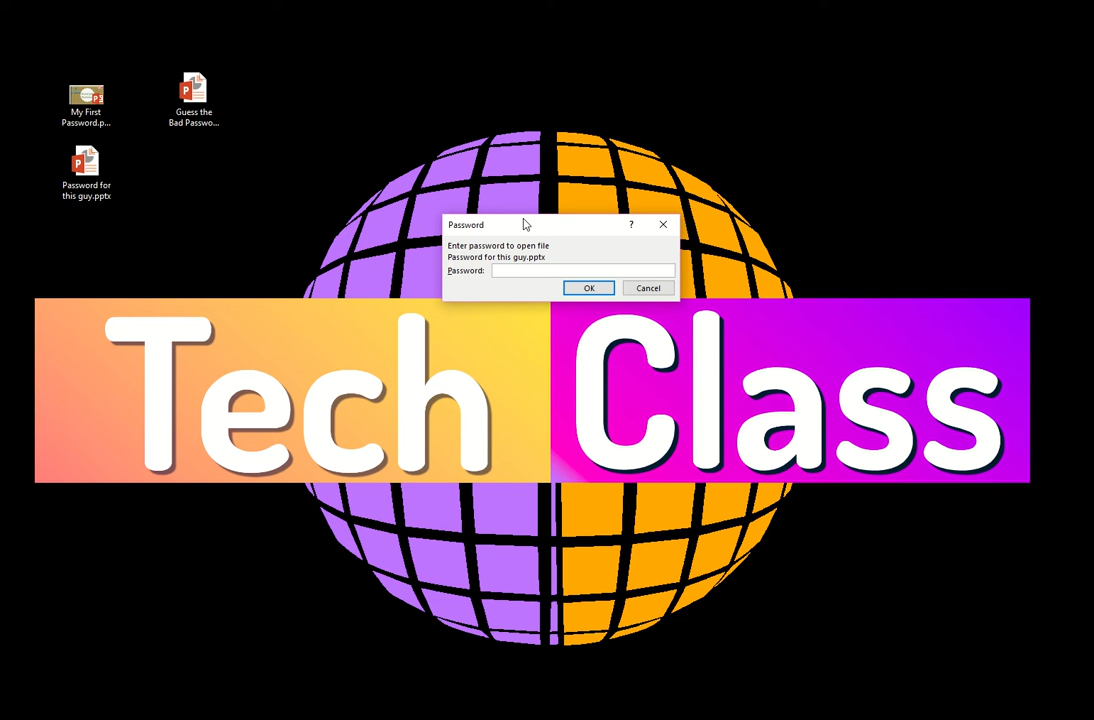 My First
Password.p...
Guess the
Bad Passwo...
Password for
this guy.pptx
Password
?
Enter password to open file
Password for this guy.pptx
Password:
OK
Cancel
Tech Class